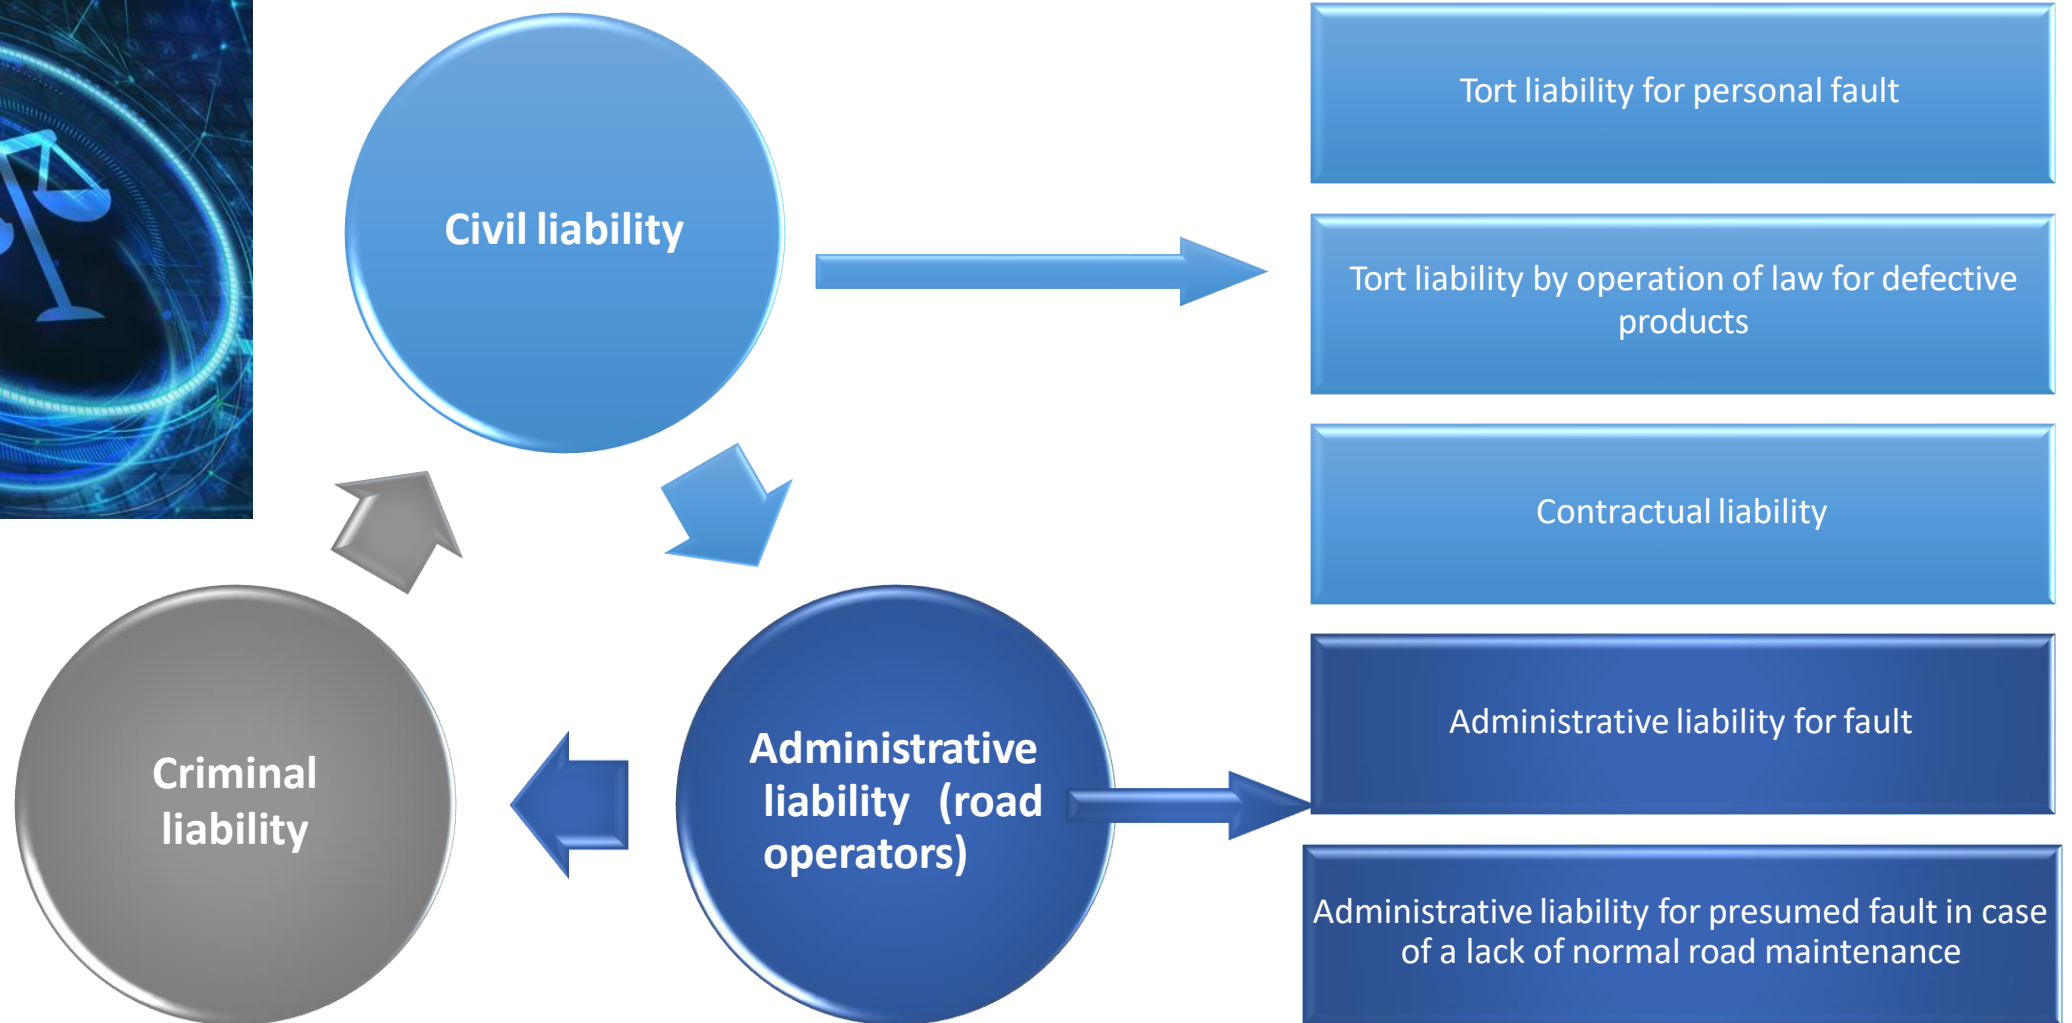 Civil liability
Tort liability for personal fault
Tort liability by operation of law for defective
products
Contractual liability
Criminal
liability
Administrative
liability (road
operators)
Administrative liability for fault
Administrative liability for presumed fault in case
of a lack of normal road maintenance